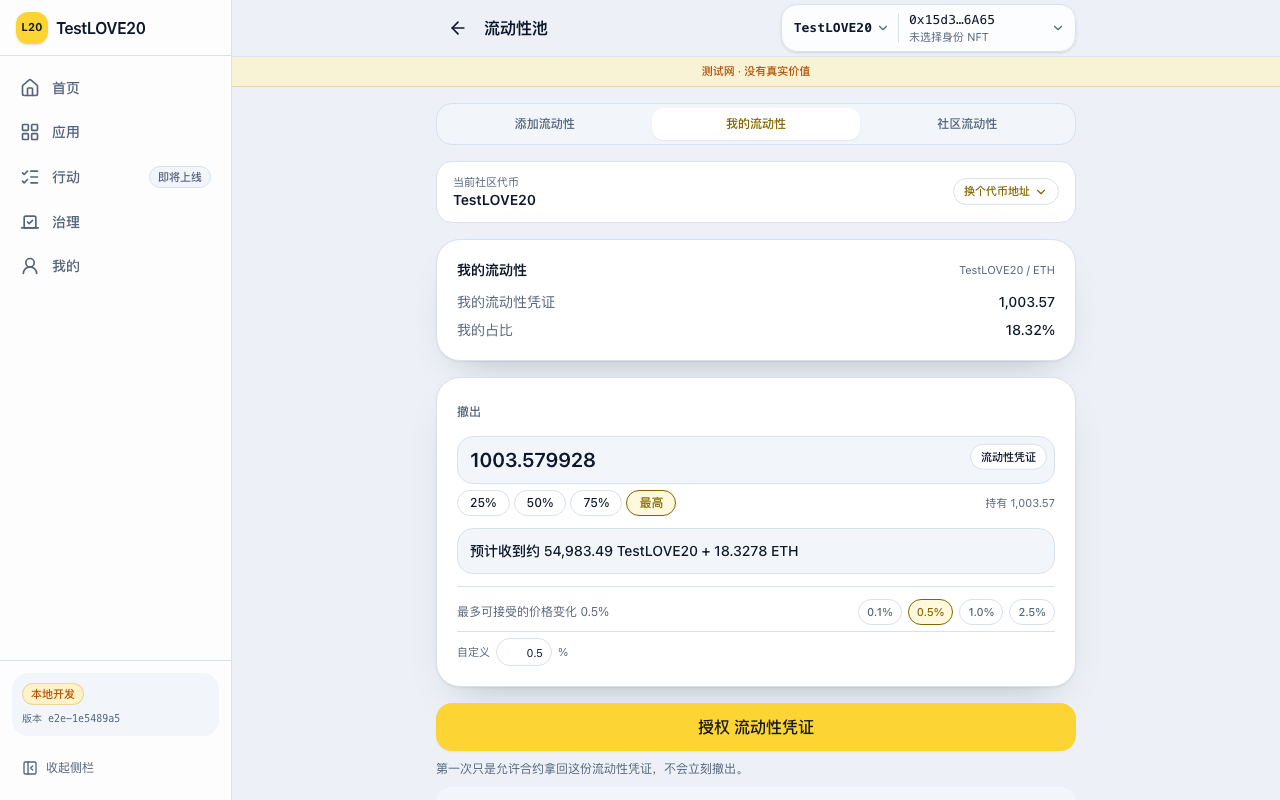 L20 TestLOVE20
首页
应用
行动 即将上线
治理
我的
本地开发
版本 e2e-1e5489a5
收起侧栏
流动性池
TestLOVE20
0x15d3…6A65
未选择身份 NFT
测试网 · 没有真实价值
添加流动性 我的流动性 社区流动性
当前社区代币
TestLOVE20
换个代币地址
我的流动性 TestLOVE20 / ETH
我的流动性凭证 1,003.57
我的占比 18.32%
撤出
1003.579928 流动性凭证
25% 50% 75% 最高 持有 1,003.57
预计收到约 54,983.49 TestLOVE20 + 18.3278 ETH
最多可接受的价格变化 0.5% 0.1% 0.5% 1.0% 2.5%
自定义 0.5 %
授权 流动性凭证
第一次只是允许合约拿回这份流动性凭证，不会立刻撤出。